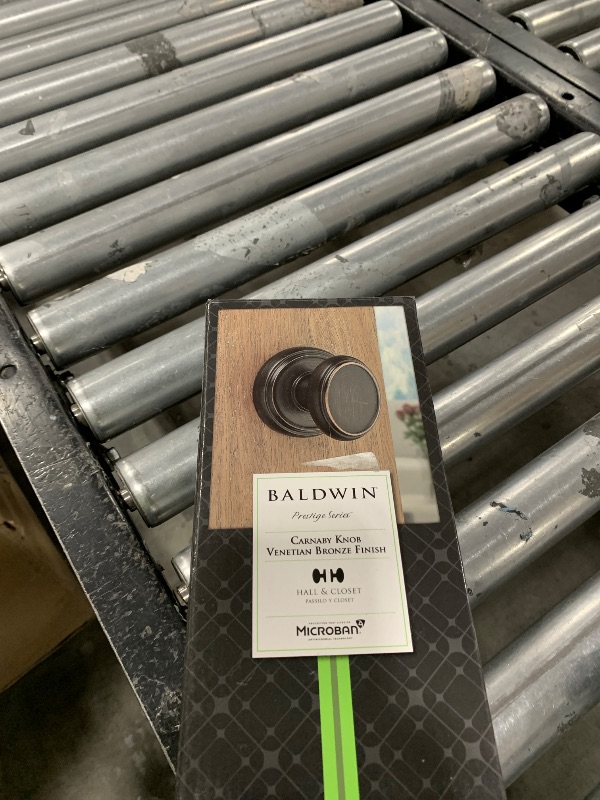 BALDWIN
Prestige Series
CARNABY KNOB
VENETIAN BRONZE FINISH
HALL & CLOSET
PASILLO Y CLOSET
MICROBAN